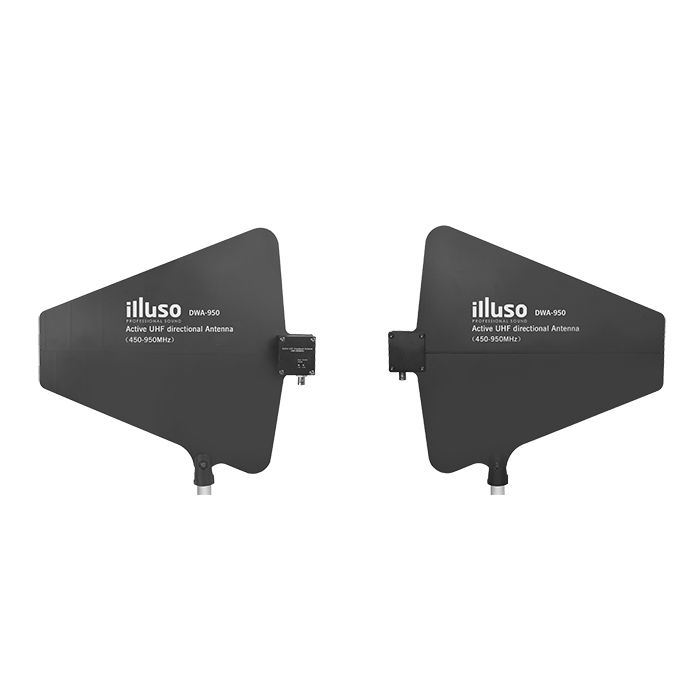 illuso DWA-950
PROFESSIONAL SOUND
Active UHF directional Antenna
(450-950MHz)
illuso DWA-950
PROFESSIONAL SOUND
Active UHF directional Antenna
(450-950MHz)